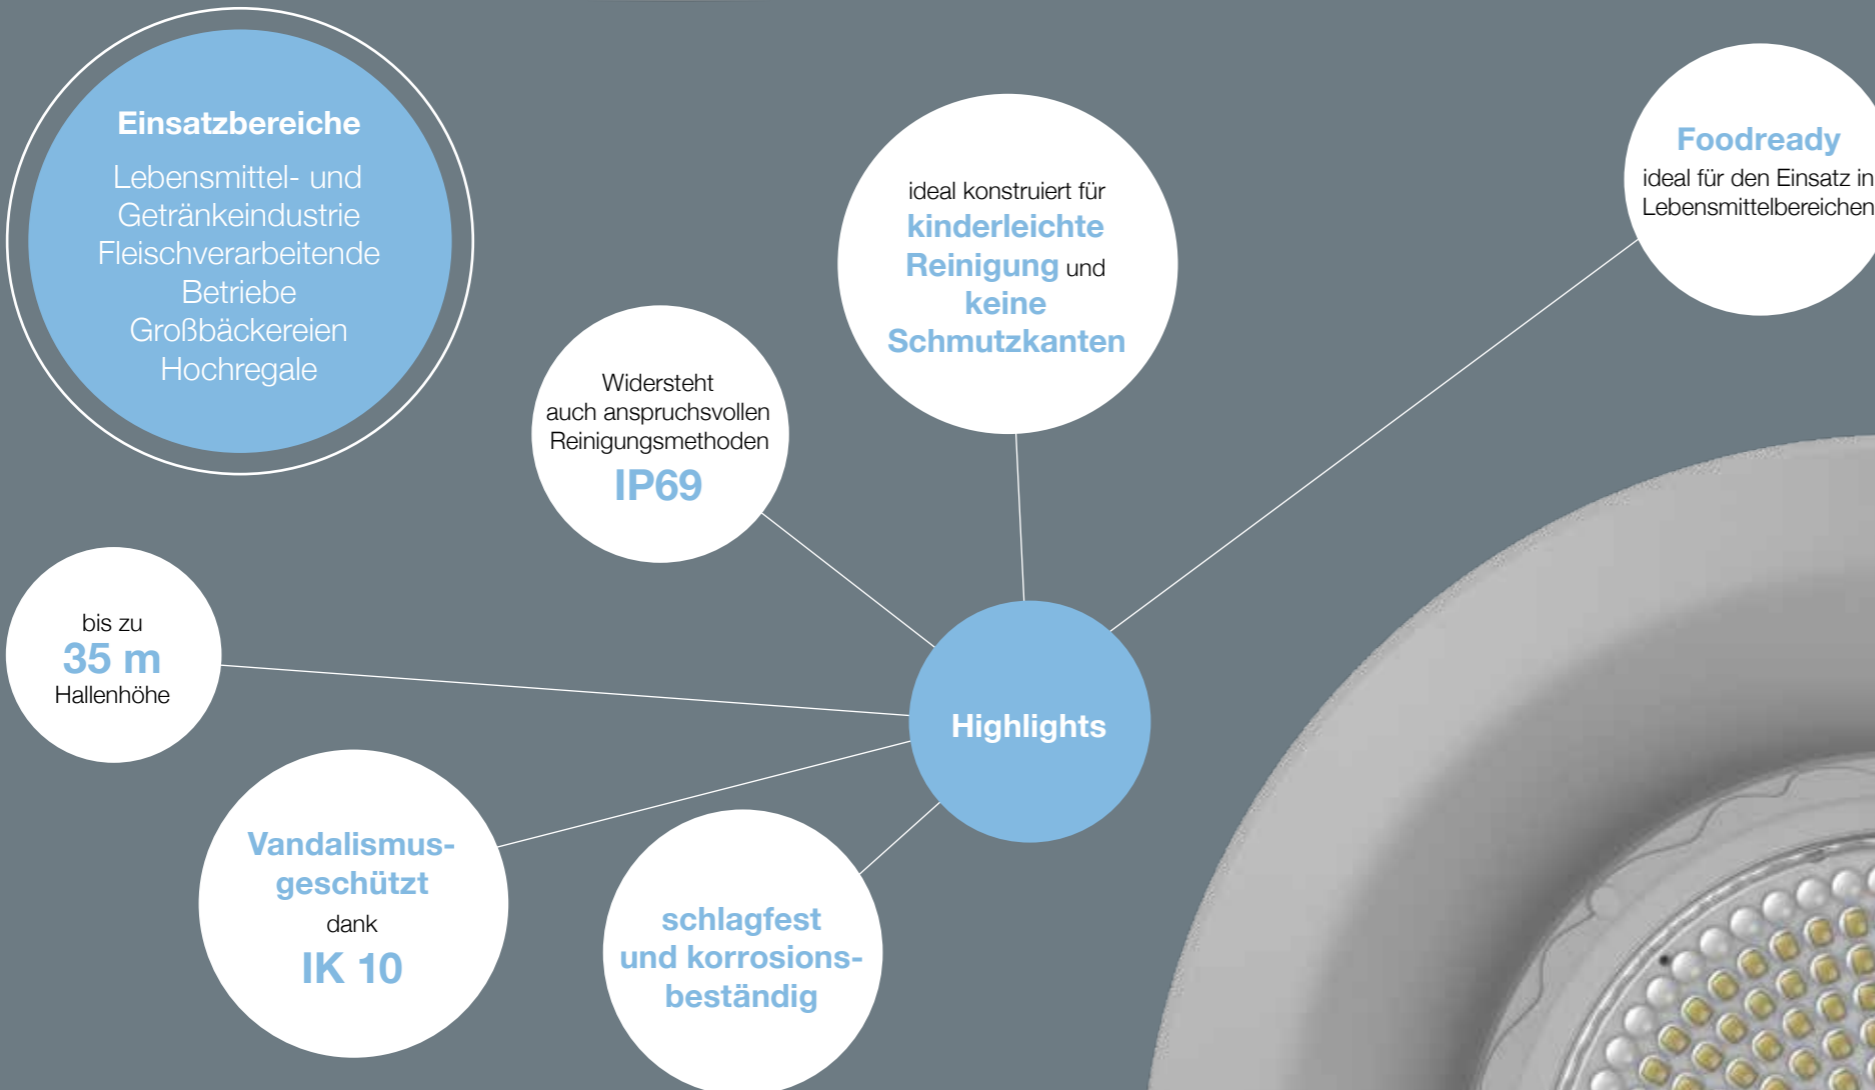 Einsatzbereiche
Lebensmittel- und
Getränkeindustrie
Fleischverarbeitende
Betriebe
Großbäckereien
Hochregale
ideal konstruiert für
kinderleichte
Reinigung und
keine
Schmutzkanten
Foodready
ideal für den Einsatz in
Lebensmittelbereichen
Widersteht
auch anspruchsvollen
Reinigungsmethoden
IP69
bis zu
35 m
Hallenhöhe
Highlights
Vandalismus-
geschützt
dank
IK 10
schlagfest
und korrosions-
beständig